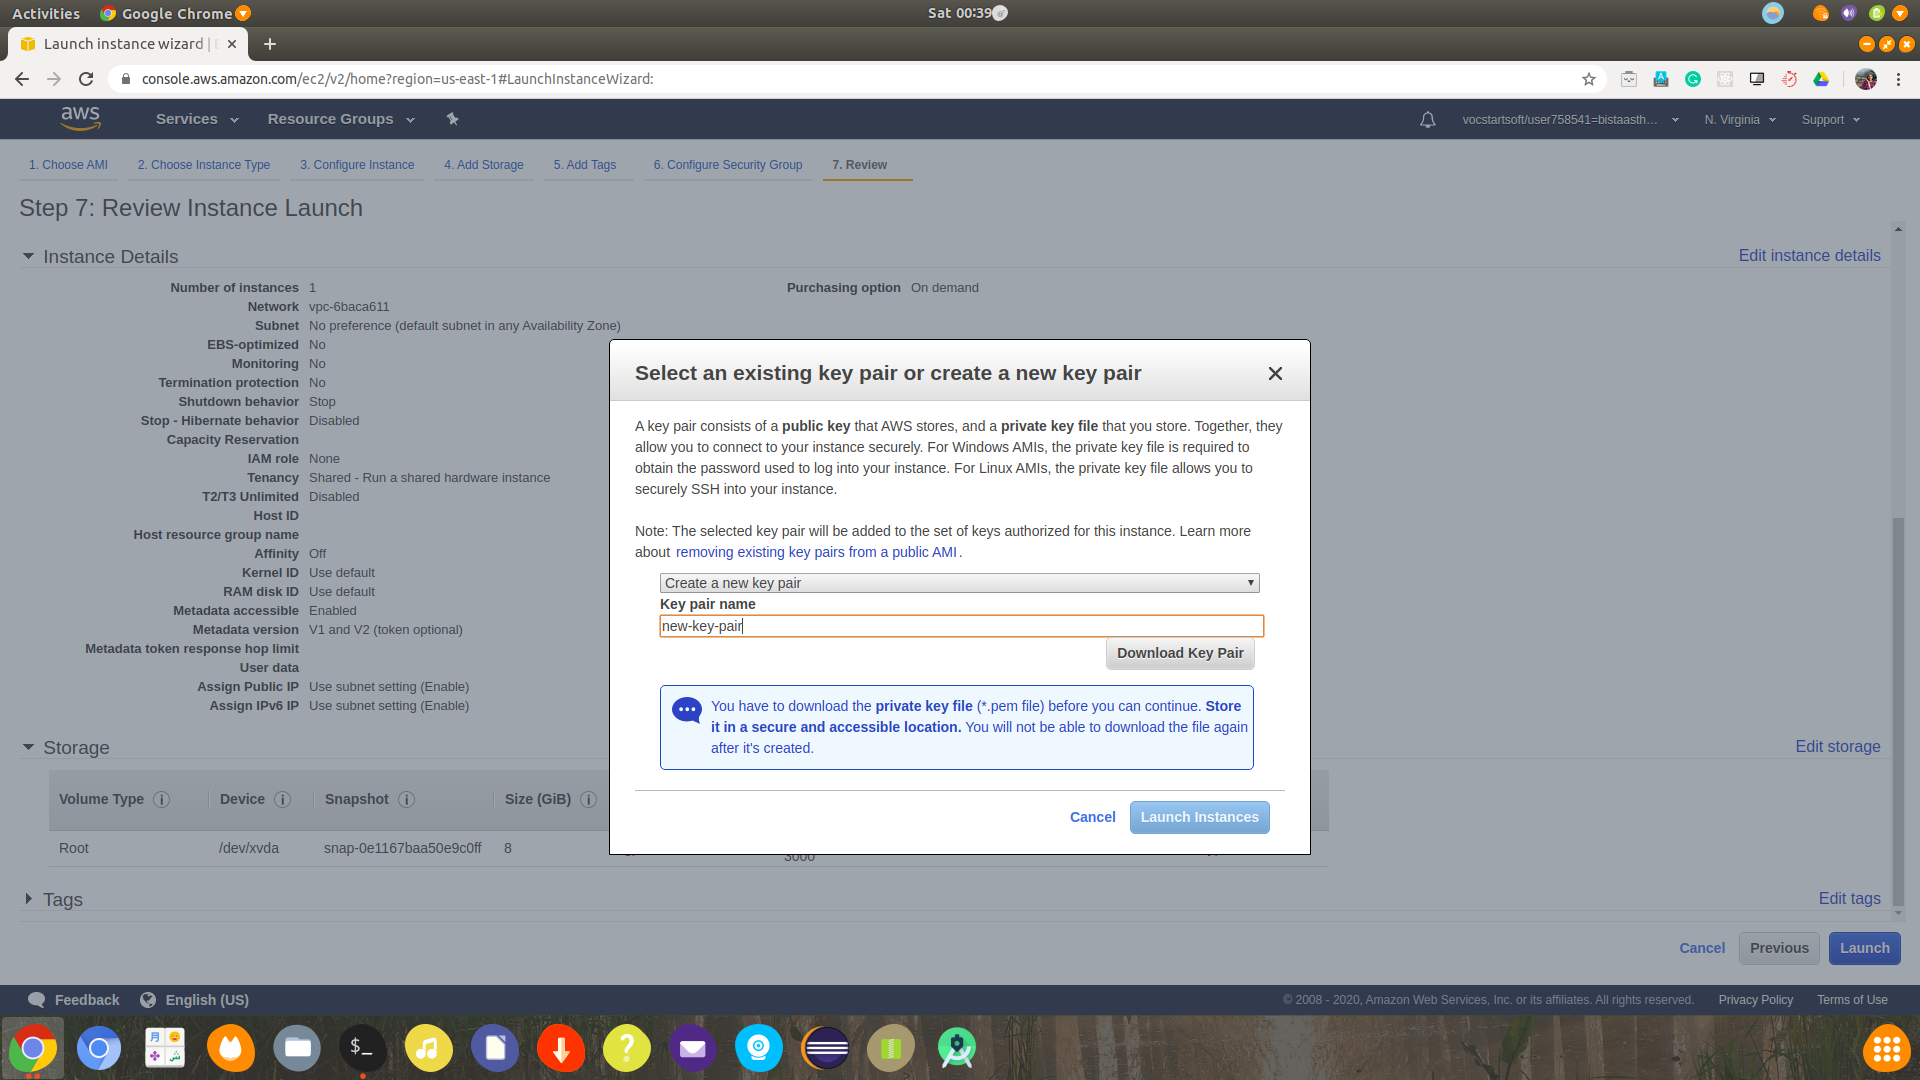 Activities
Google Chrome
Sat 00:39
Launch instance wizard |
console.aws.amazon.com/ec2/v2/home?region=us-east-1#LaunchInstanceWizard:
aws
Services
Resource Groups
vocstartsoft/user758541=bistaasth...
N. Virginia
Support
1. Choose AMI
2. Choose Instance Type
3. Configure Instance
4. Add Storage
5. Add Tags
6. Configure Security Group
7. Review
Step 7: Review Instance Launch
Instance Details
Edit instance details
Number of instances 1
Purchasing option On demand
Network vpc-6baca611
Subnet No preference (default subnet in any Availability Zone)
EBS-optimized No
Monitoring No
Termination protection No
Shutdown behavior Stop
Stop - Hibernate behavior Disabled
Capacity Reservation
IAM role None
Tenancy Shared - Run a shared hardware instance
T2/T3 Unlimited Disabled
Host ID
Host resource group name
Affinity Off
Kernel ID Use default
RAM disk ID Use default
Metadata accessible Enabled
Metadata version V1 and V2 (token optional)
Metadata token response hop limit
User data
Assign Public IP Use subnet setting (Enable)
Assign IPv6 IP Use subnet setting (Enable)
Select an existing key pair or create a new key pair
A key pair consists of a public key that AWS stores, and a private key file that you store. Together, they
allow you to connect to your instance securely. For Windows AMIs, the private key file is required to
obtain the password used to log into your instance. For Linux AMIs, the private key file allows you to
securely SSH into your instance.
Note: The selected key pair will be added to the set of keys authorized for this instance. Learn more
about removing existing key pairs from a public AMI.
Create a new key pair
Key pair name
new-key-pair
Download Key Pair
You have to download the private key file (*.pem file) before you can continue. Store
it in a secure and accessible location. You will not be able to download the file again
after it's created.
Cancel
Launch Instances
Storage
Edit storage
Volume Type
Device
Snapshot
Size (GiB)
Root
/dev/xvda
snap-0e1167baa50e9c0ff
8
3000
Tags
Edit tags
Cancel
Previous
Launch
Feedback
English (US)
© 2008 - 2020, Amazon Web Services, Inc. or its affiliates. All rights reserved.
Privacy Policy
Terms of Use